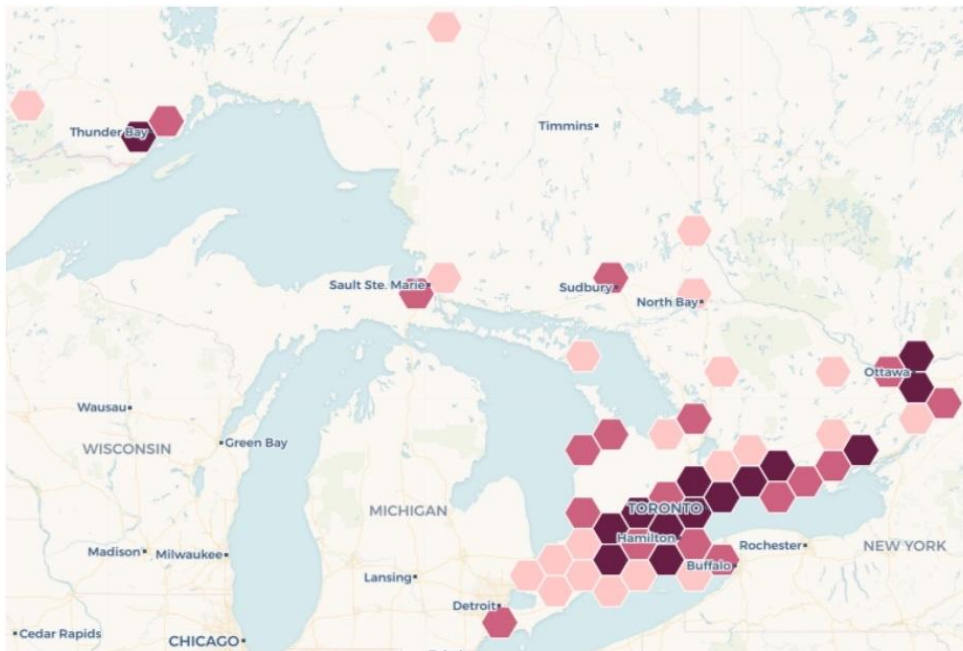 Timmins
Thunder Bay
Sault Ste. Marie
Sudbury
North Bay
Ottawa
Wausau
WISCONSIN
Green Bay
MICHIGAN
TORONTO
Hamilton
Rochester
NEW YORK
Madison
Milwaukee
Buffalo
Lansing
Detroit
Cedar Rapids
CHICAGO